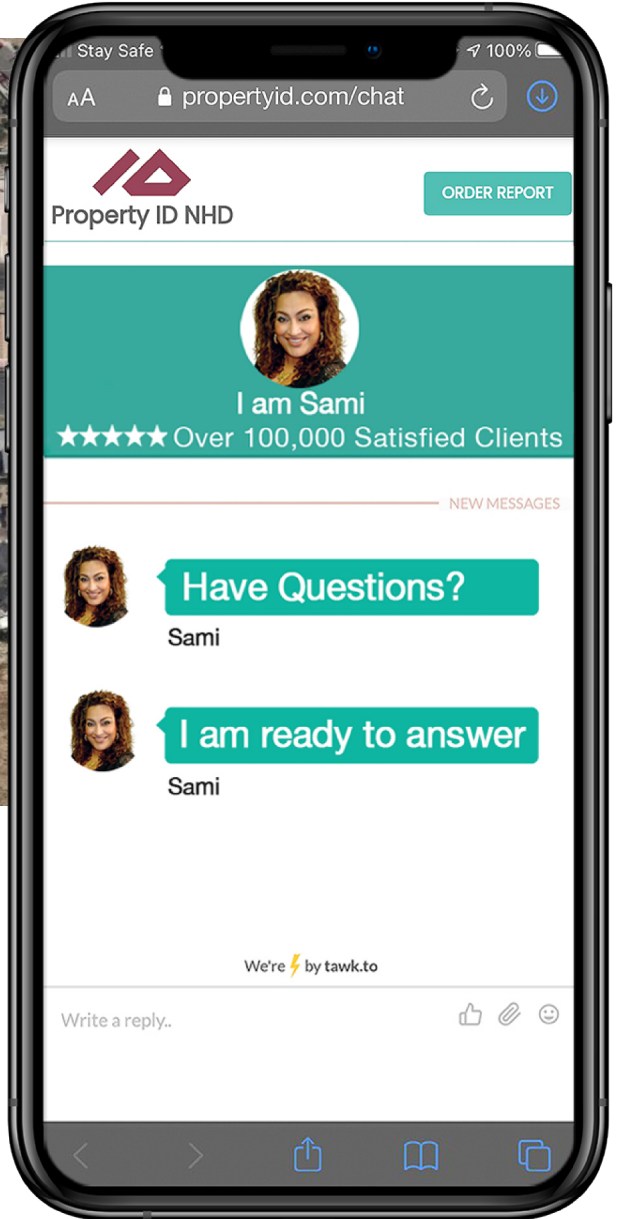 Stay Safe
100%
AA
propertyid.com/chat
Property ID NHD
ORDER REPORT
I am Sami
★★★★★ Over 100,000 Satisfied Clients
NEW MESSAGES
Have Questions?
Sami
I am ready to answer
Sami
We're ⚡ by tawk.to
Write a reply..